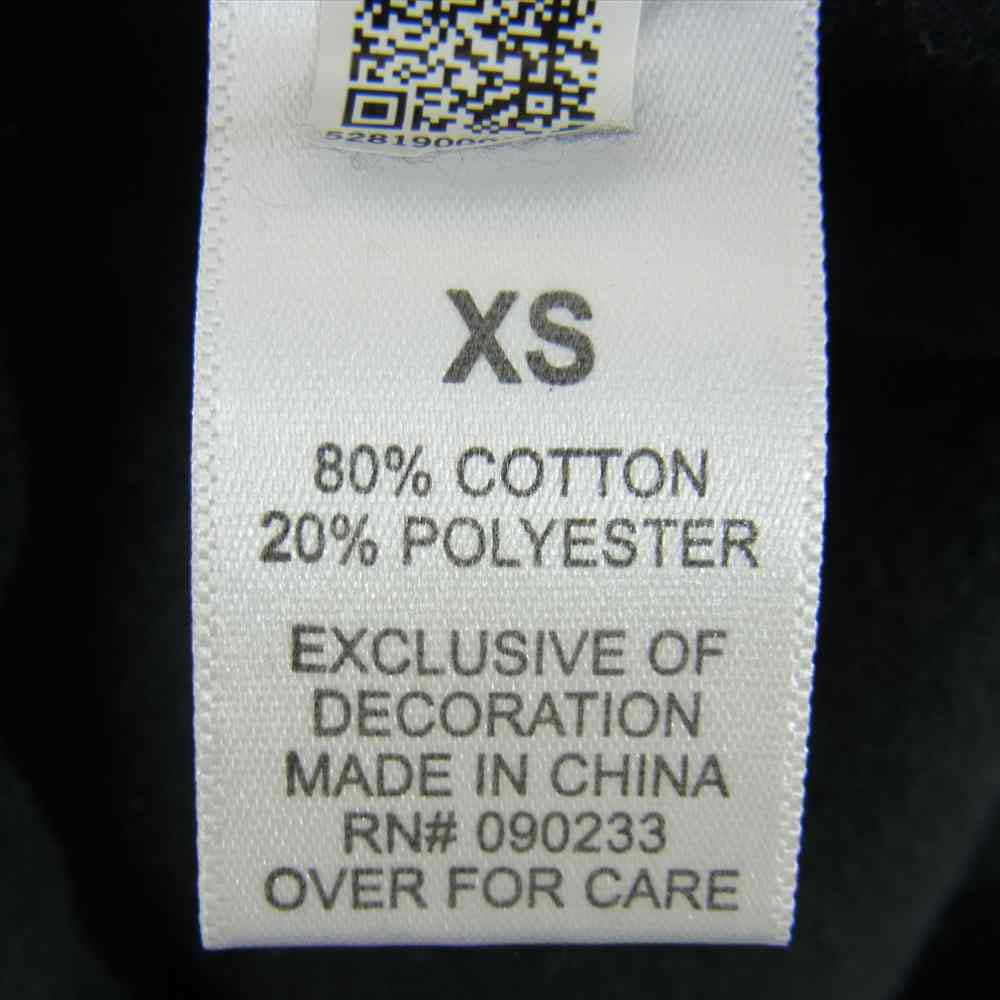 XS
80% COTTON
20% POLYESTER
EXCLUSIVE OF
DECORATION
MADE IN CHINA
RN# 090233
OVER FOR CARE